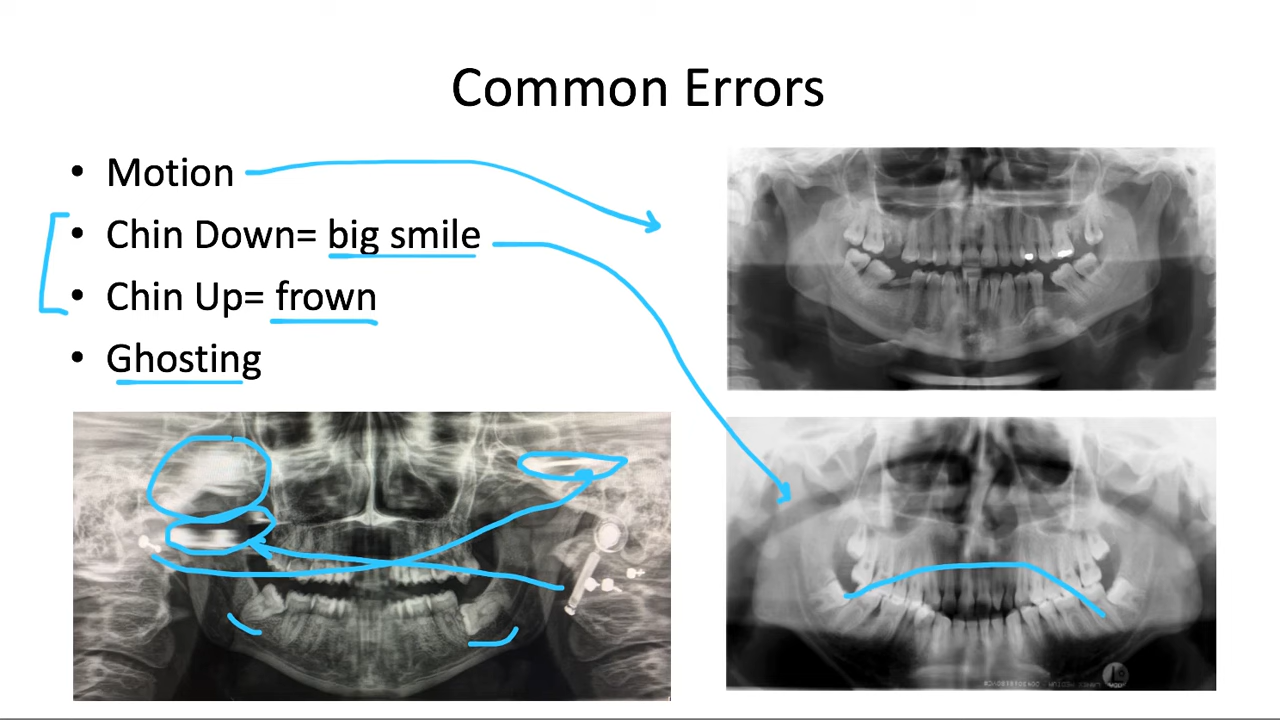 Common Errors
• Motion
• Chin Down= big smile
• Chin Up= frown
• Ghosting